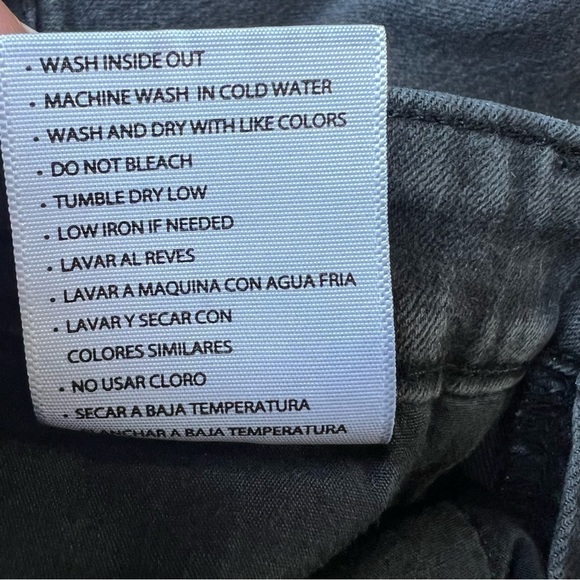 • WASH INSIDE OUT
• MACHINE WASH IN COLD WATER
• WASH AND DRY WITH LIKE COLORS
• DO NOT BLEACH
• TUMBLE DRY LOW
• LOW IRON IF NEEDED
• LAVAR AL REVES
• LAVAR A MAQUINA CON AGUA FRIA
• LAVAR Y SECAR CON
COLORES SIMILARES
• NO USAR CLORO
• SECAR A BAJA TEMPERATURA
PLANCHAR A BAJA TEMPERATURA